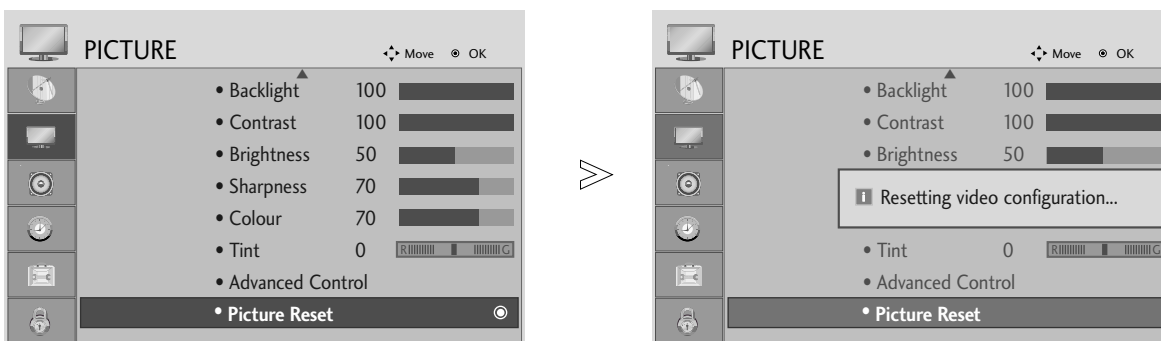 PICTURE
Move OK
• Backlight 100
• Contrast 100
• Brightness 50
• Sharpness 70
• Colour 70
• Tint 0 R G
• Advanced Control
• Picture Reset
PICTURE
Move OK
• Backlight 100
• Contrast 100
• Brightness 50
i Resetting video configuration...
• Tint 0 R G
• Advanced Control
• Picture Reset